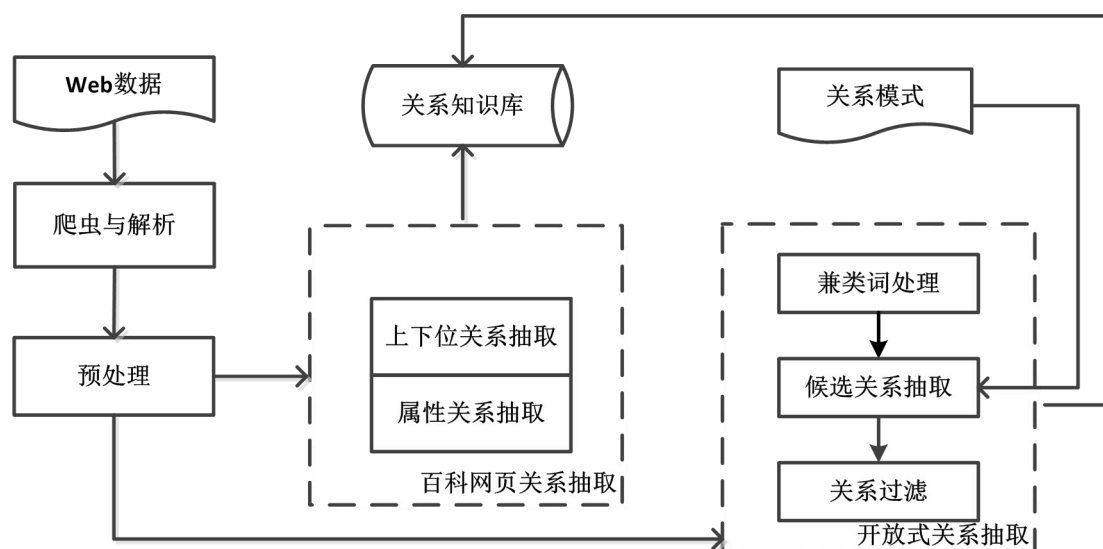 Web数据
关系知识库
关系模式
爬虫与解析
兼类词处理
上下位关系抽取
预处理
候选关系抽取
属性关系抽取
百科网页关系抽取
关系过滤
开放式关系抽取